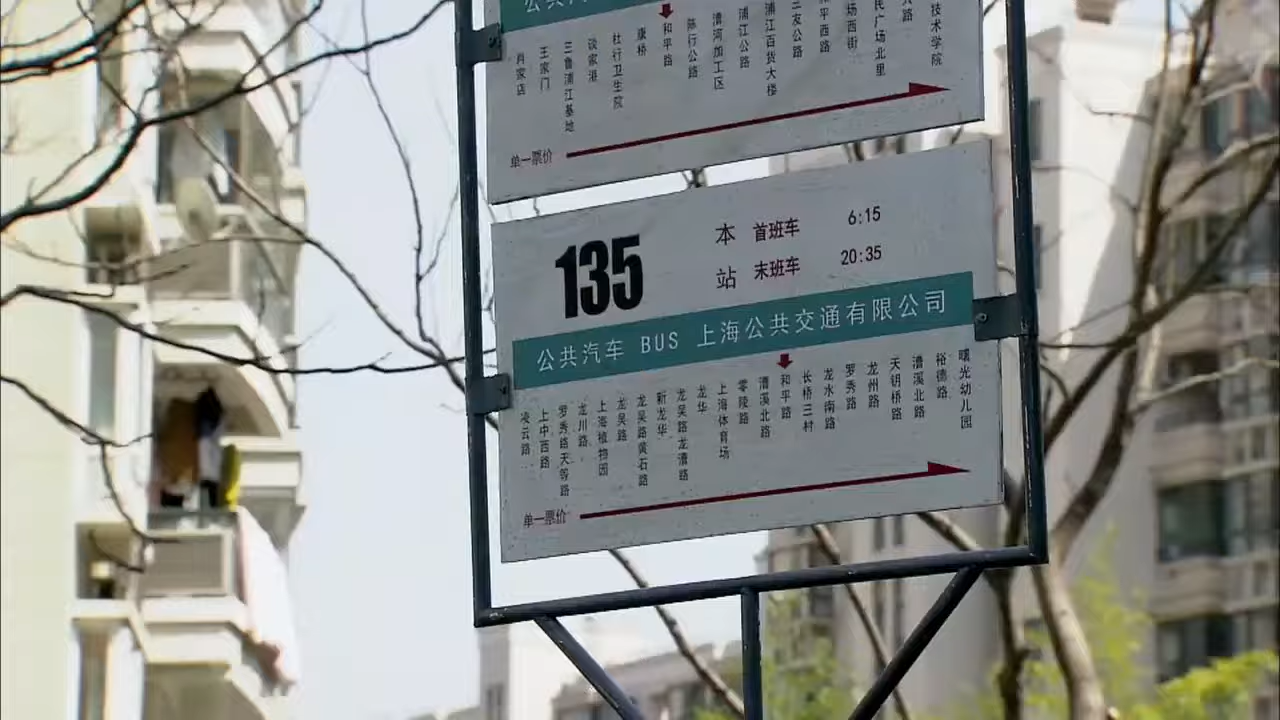 公共汽
肖家店
王家门
三鲁浦江基地
谈家港
杜行卫生院
康桥
和平路
陈行公路
漕河加工区
浦江公路
浦江百货大楼
三友公路
和平西路
场西街
民广场北里
路
技术学院
单一票价
135
本站
首班车 6:15
末班车 20:35
公共汽车 BUS 上海公共交通有限公司
凌云路
上中西路
罗秀路天等路
龙川路
上海植物园
龙吴路
龙吴路黄石路
新龙华
龙吴路龙漕路
龙华
上海体育场
零陵路
漕溪北路
和平路
长桥三村
龙水南路
罗秀路
龙州路
天钥桥路
漕溪北路
裕德路
曙光幼儿园
单一票价